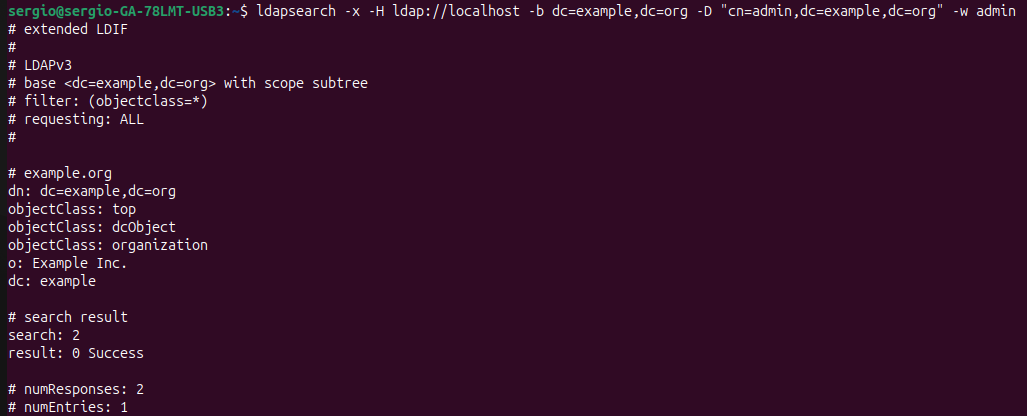 sergio@sergio-GA-78LMT-USB3:~$ ldapsearch -x -H ldap://localhost -b dc=example,dc=org -D "cn=admin,dc=example,dc=org" -w admin
# extended LDIF
#
# LDAPv3
# base <dc=example,dc=org> with scope subtree
# filter: (objectclass=*)
# requesting: ALL
#

# example.org
dn: dc=example,dc=org
objectClass: top
objectClass: dcObject
objectClass: organization
o: Example Inc.
dc: example

# search result
search: 2
result: 0 Success

# numResponses: 2
# numEntries: 1